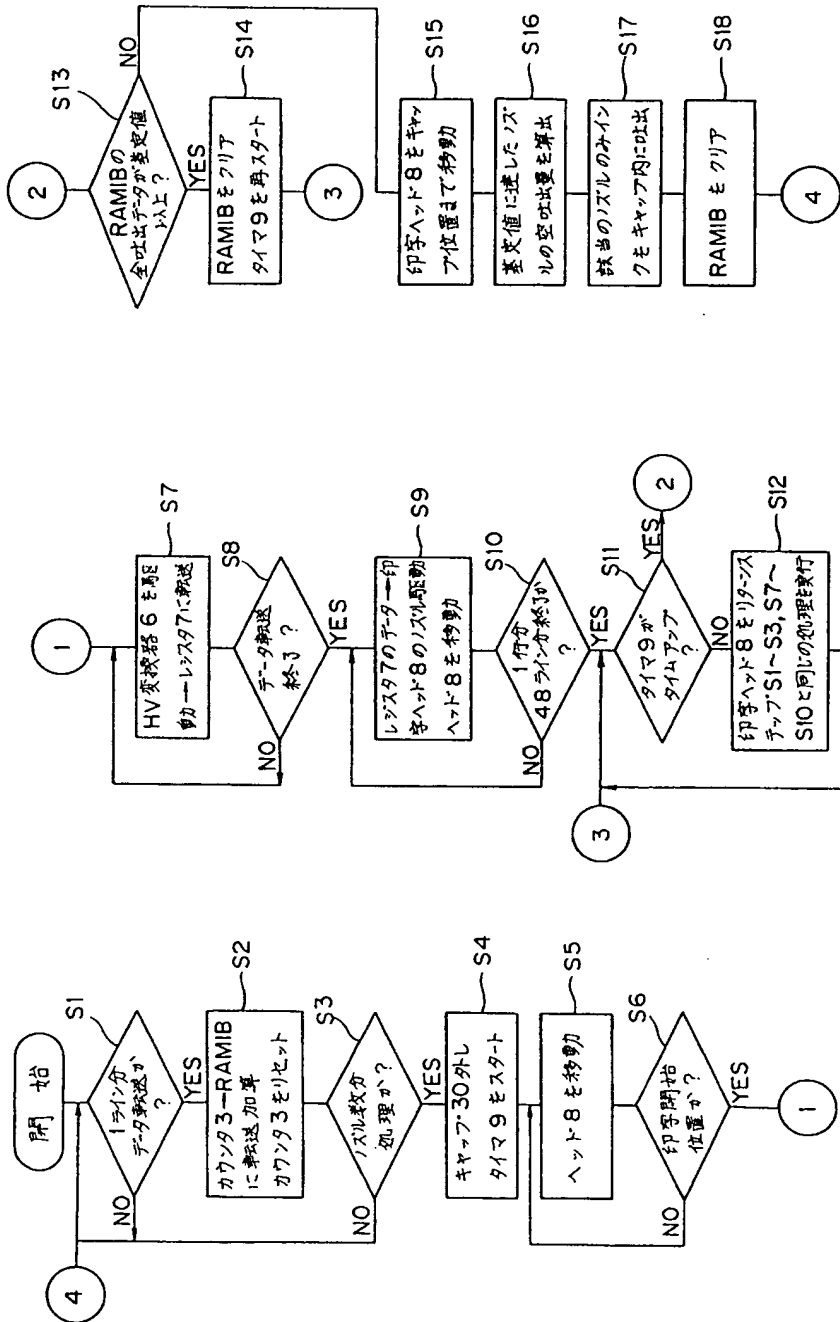 開始
4
1ライン分
データ転送か
?
S1
NO
YES
カウンタ3→RAM1B
に転送加算
カウンタ3をリセット
S2
ノズル数分
処理か?
S3
NO
YES
キャップ30外し
タイマ9をスタート
S4
ヘッド8を移動
S5
印字開始
位置か?
S6
NO
YES
1
1
HV変換器6を駆
動→レジスタ7に転送
S7
データ転送
終了?
S8
NO
YES
レジスタ7のデータ→印
字ヘッド8のノズル駆動
ヘッド8を移動
S9
1行分
48ライン分終了か
?
S10
NO
YES
3
タイマ9が
タイムアップ
?
S11
YES
2
NO
印字ヘッド8をリターンス
テップS1~S3,S7~
S10と同じの処理を実行
S12
2
RAM1Bの
全吐出データが基定値
以上?
S13
NO
YES
RAM1Bをクリア
タイマ9を再スタート
S14
3
印字ヘッド8をキャッ
プ位置まで移動
S15
基定値に達したノズ
ルの空吐出量を算出
S16
該当のノズルのみイン
クをキャップ内に吐出
S17
RAM1Bをクリア
S18
4